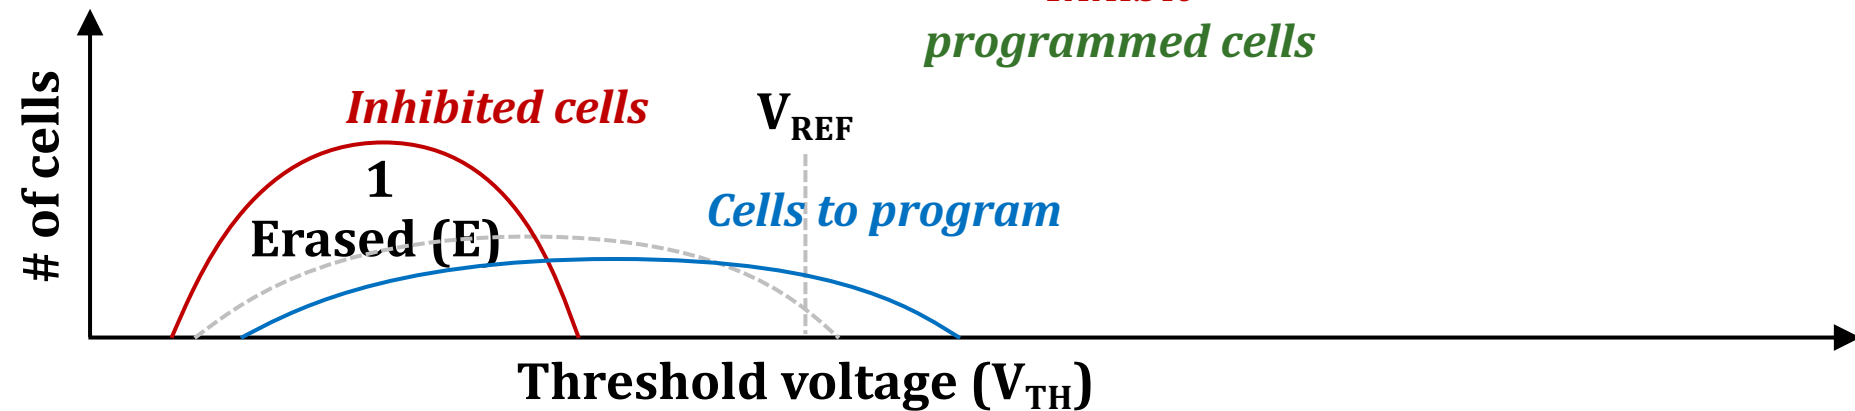 programmed cells
Inhibited cells
V_REF
1
Cells to program
Erased (E)
# of cells
Threshold voltage (V_TH)